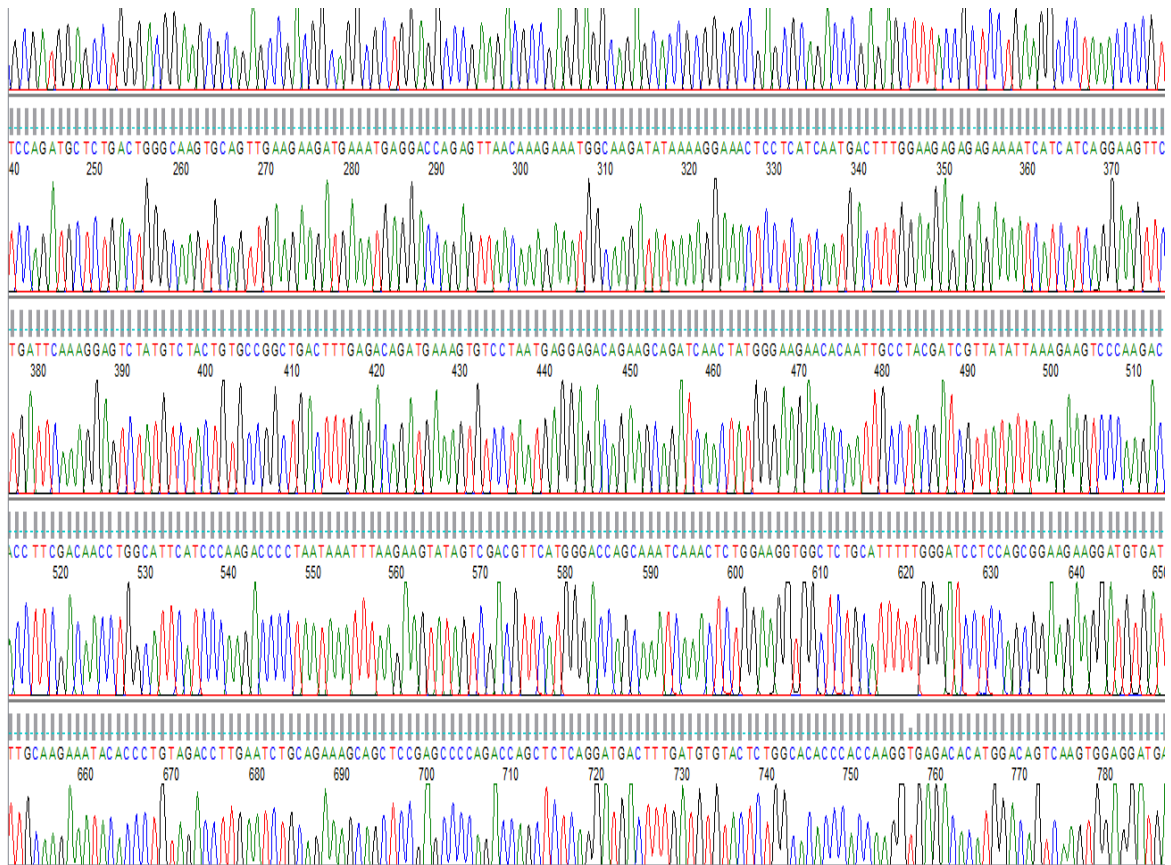 TCCAGATGCTCTGACTGGGCAAGTGCAGTTGAAGAAGATGAAATGAGGACCAGAGTTAACAAAGAAATGGCAAGATATAAAAGGAAACTCCTCATCAATGACTTTGGAAGAGAGAGAAAATCATCATCAGGAAGTTC
40 250 260 270 280 290 300 310 320 330 340 350 360 370
TGATTCAAAGGAGTCTATGTCTACTGTGCCGGCTGACTTTGAGACAGATGAAAGTGTCCTAATGAGGAGACAGAAGCAGATCAACTATGGGAAGAACACAATTGCCTACGATCGTTATATTAAAGAAGTCCCAAGAC
380 390 400 410 420 430 440 450 460 470 480 490 500 510
ACC TTCGACAACCTGGCATTCATCCCAAGACCCCTAATAAATTTAAGAAGTATAGTCGACGTTCATGGGACCAGCAAATCAAACTCTGGAAGGTGGCTCTGCATTTTTGGGATCCTCCAGCGGAAGAAGGATGTGAT
520 530 540 550 560 570 580 590 600 610 620 630 640 650
TTGCAAGAAATACACCCTGTAGACCTTGAATCTGCAGAAAGCAGCTCCGAGCCCCAGACCAGCTCTCAGGATGACTTTGATGTGTACTCTGGCACACCCACCAAGGTGAGACACATGGACAGTCAAGTGGAGGATGA
660 670 680 690 700 710 720 730 740 750 760 770 780